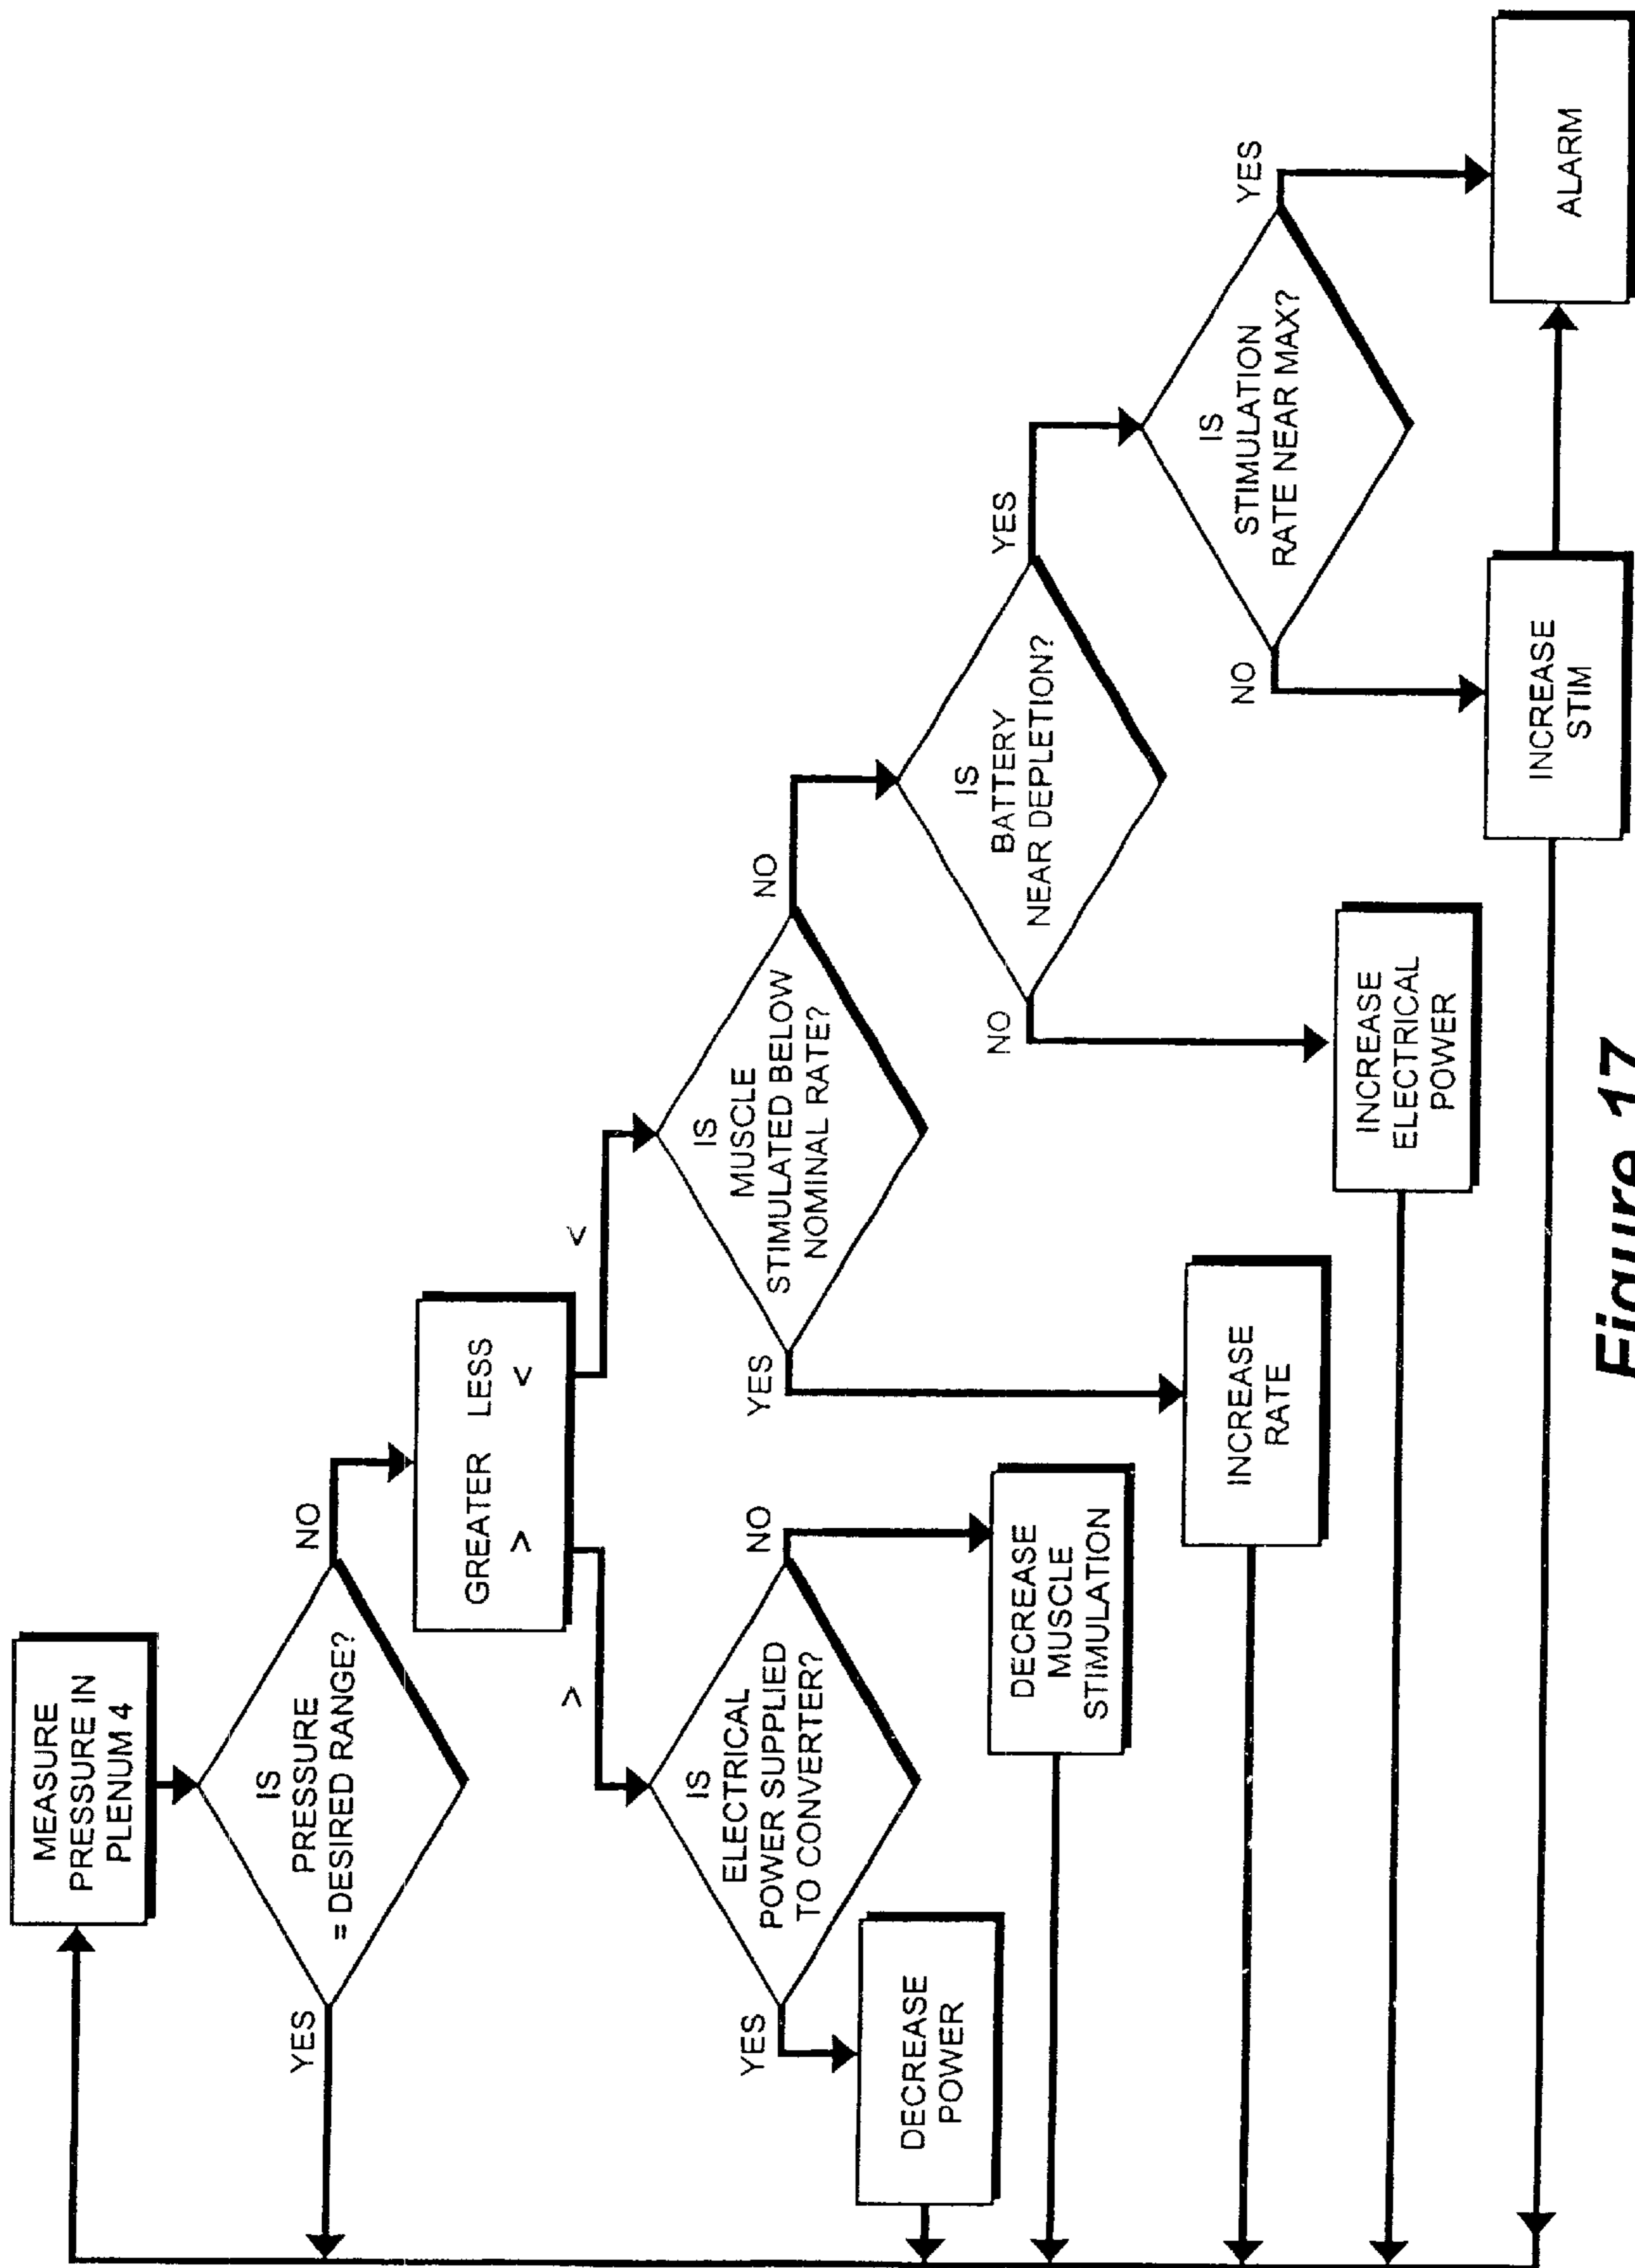 MEASURE
PRESSURE IN
PLENUM 4
IS
PRESSURE
= DESIRED RANGE?
YES
NO
GREATER LESS
> <
>
<
IS
ELECTRICAL
POWER SUPPLIED
TO CONVERTER?
YES
NO
DECREASE
POWER
DECREASE
MUSCLE
STIMULATION
IS
MUSCLE
STIMULATED BELOW
NOMINAL RATE?
YES
NO
INCREASE
RATE
IS
BATTERY
NEAR DEPLETION?
NO
YES
INCREASE
ELECTRICAL
POWER
IS
STIMULATION
RATE NEAR MAX?
NO
YES
INCREASE
STIM
ALARM
Figure 17